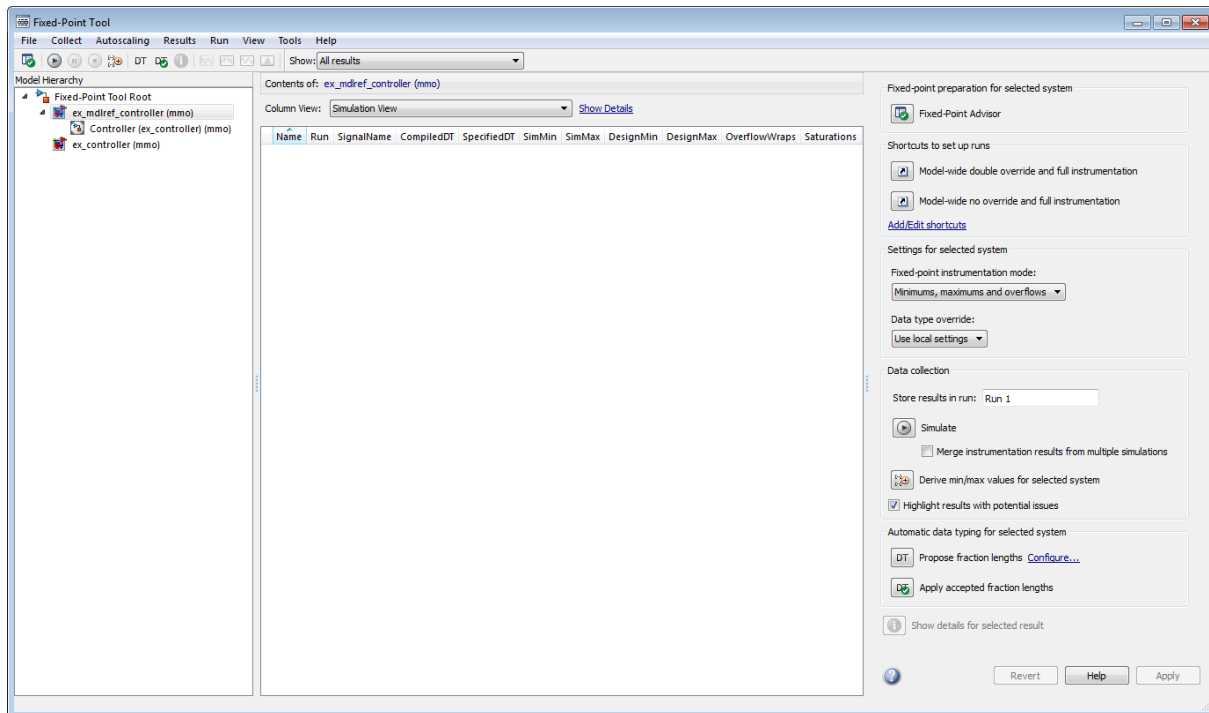 Fixed-Point Tool
File Collect Autoscaling Results Run View Tools Help
DT DT Show: All results
Model Hierarchy
Fixed-Point Tool Root
ex_mdlref_controller (mmo)
Controller (ex_controller) (mmo)
ex_controller (mmo)
Contents of: ex_mdlref_controller (mmo)
Column View: Simulation View Show Details
Name Run SignalName CompiledDT SpecifiedDT SimMin SimMax DesignMin DesignMax OverflowWraps Saturations
Fixed-point preparation for selected system
Fixed-Point Advisor
Shortcuts to set up runs
Model-wide double override and full instrumentation
Model-wide no override and full instrumentation
Add/Edit shortcuts
Settings for selected system
Fixed-point instrumentation mode:
Minimums, maximums and overflows
Data type override:
Use local settings
Data collection
Store results in run: Run 1
Simulate
Merge instrumentation results from multiple simulations
Derive min/max values for selected system
Highlight results with potential issues
Automatic data typing for selected system
DT Propose fraction lengths Configure...
DT Apply accepted fraction lengths
Show details for selected result
Revert Help Apply